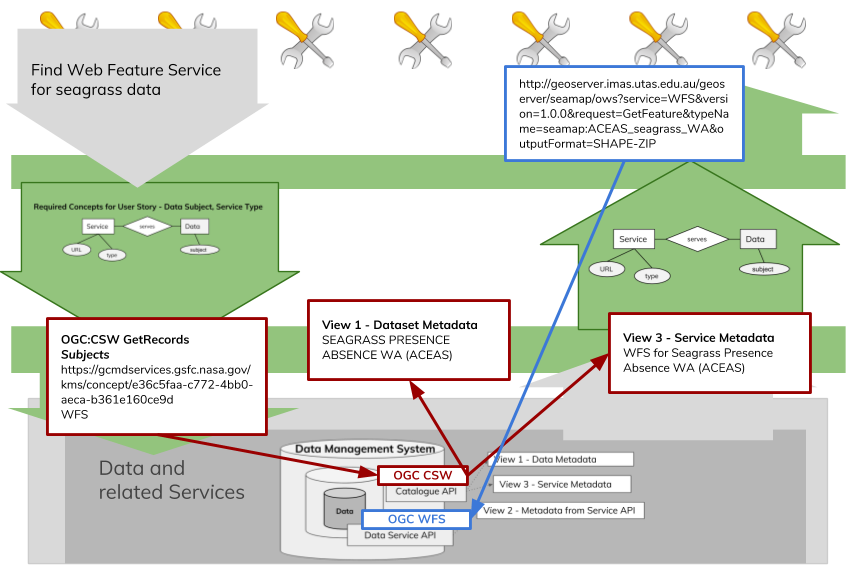 Find Web Feature Service
for seagrass data
http://geoserver.imas.utas.edu.au/geos
erver/seamap/ows?service=WFS&versi
on=1.0.0&request=GetFeature&typeNa
me=seamap:ACEAS_seagrass_WA&o
utputFormat=SHAPE-ZIP
Required Concepts for User Story - Data Subject, Service Type
Service
serves
Data
URL
type
subject
Service
serves
Data
URL
type
subject
OGC:CSW GetRecords
Subjects
https://gcmdservices.gsfc.nasa.gov/
kms/concept/e36c5faa-c772-4bb0-
aeca-b361e160ce9d
WFS
View 1 - Dataset Metadata
SEAGRASS PRESENCE
ABSENCE WA (ACEAS)
View 3 - Service Metadata
WFS for Seagrass Presence
Absence WA (ACEAS)
Data and
related Services
Data Management System
OGC CSW
Catalogue API
Data
OGC WFS
Data Service API
View 1 - Data Metadata
View 3 - Service Metadata
View 2 - Metadata from Service API